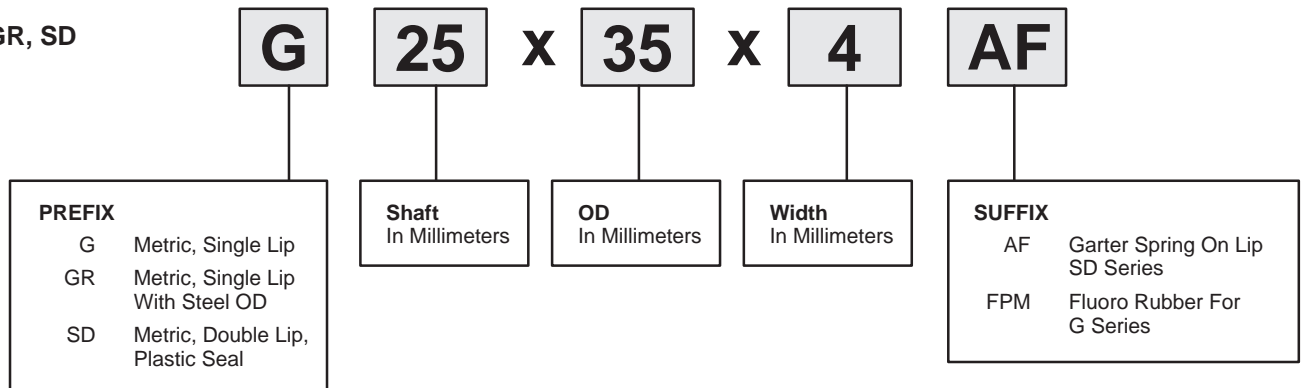 GR, SD
G 25 x 35 x 4 AF
PREFIX
G Metric, Single Lip
GR Metric, Single Lip
With Steel OD
SD Metric, Double Lip,
Plastic Seal
Shaft
In Millimeters
OD
In Millimeters
Width
In Millimeters
SUFFIX
AF Garter Spring On Lip
SD Series
FPM Fluoro Rubber For
G Series